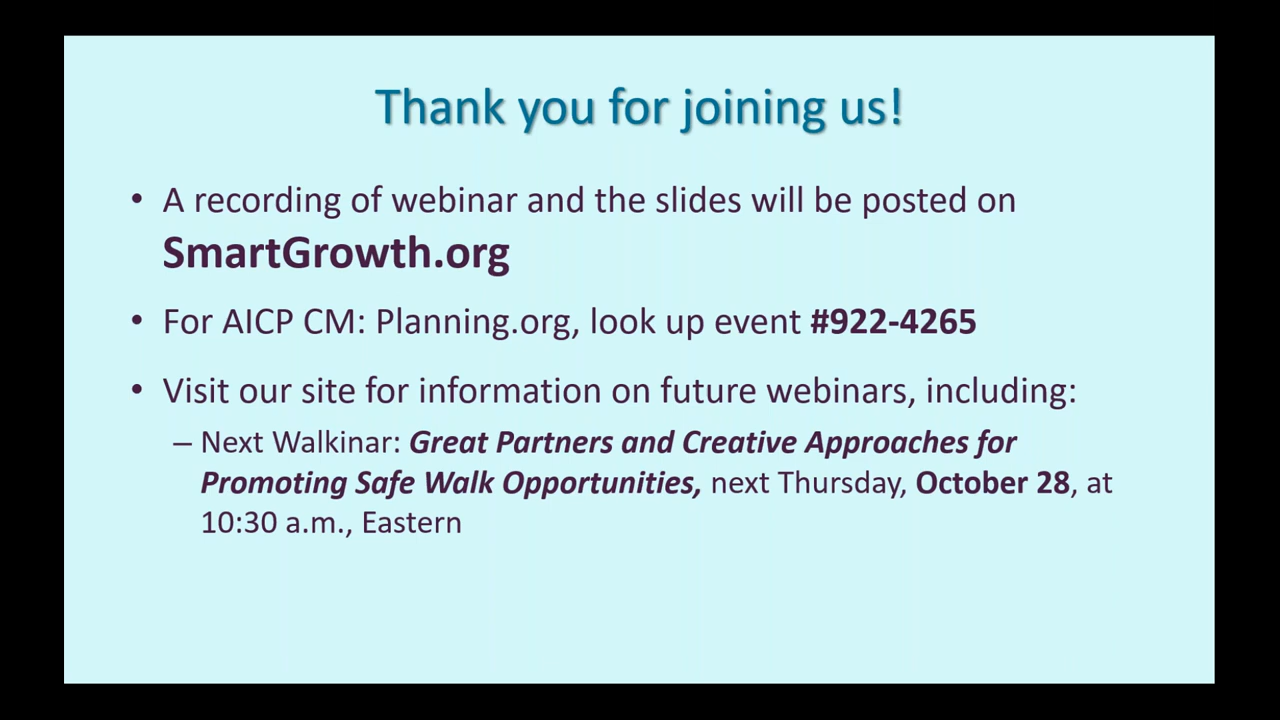 Thank you for joining us!
• A recording of webinar and the slides will be posted on
SmartGrowth.org
• For AICP CM: Planning.org, look up event #922-4265
• Visit our site for information on future webinars, including:
– Next Walkinar: Great Partners and Creative Approaches for
Promoting Safe Walk Opportunities, next Thursday, October 28, at
10:30 a.m., Eastern